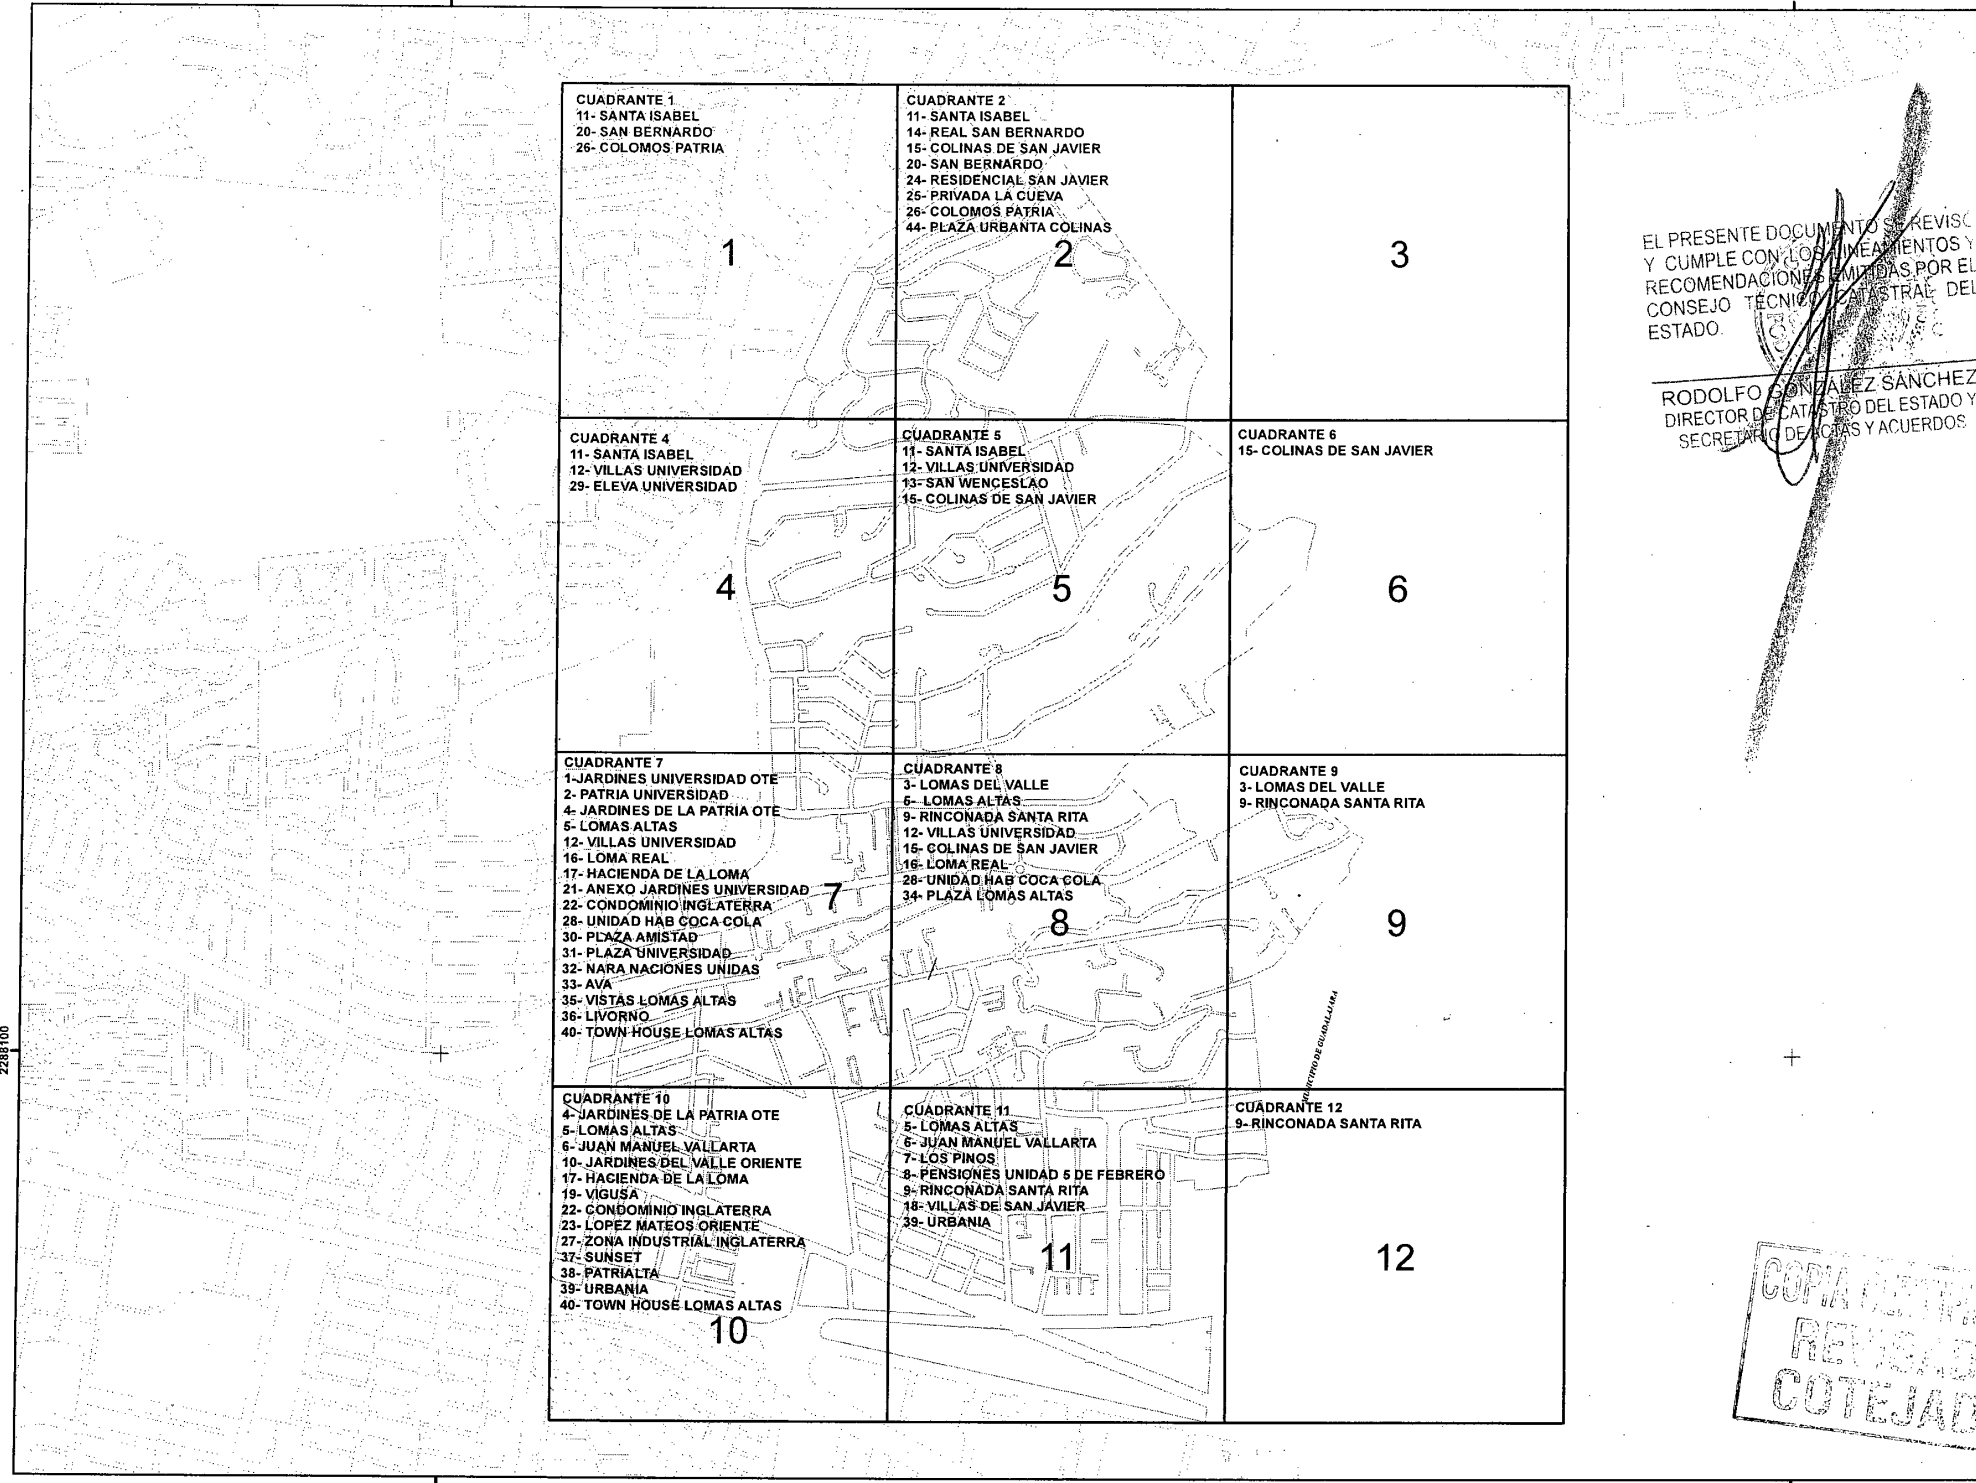 CUADRANTE 1
11- SANTA ISABEL
20- SAN BERNARDO
26- COLOMOS PATRIA
1
CUADRANTE 2
11- SANTA ISABEL
14- REAL SAN BERNARDO
15- COLINAS DE SAN JAVIER
20- SAN BERNARDO
24- RESIDENCIAL SAN JAVIER
25- PRIVADA LA CUEVA
26- COLOMOS PATRIA
44- PLAZA URBANTA COLINAS
2
3
EL PRESENTE DOCUMENTO SE REVISO
Y CUMPLE CON LOS LINEAMIENTOS Y
RECOMENDACIONES EMITIDAS POR EL
CONSEJO TECNICO CATASTRAL DEL
ESTADO.
RODOLFO GONZALEZ SÁNCHEZ
DIRECTOR DE CATASTRO DEL ESTADO Y
SECRETARIO DE ACTAS Y ACUERDOS
CUADRANTE 4
11- SANTA ISABEL
12- VILLAS UNIVERSIDAD
29- ELEVA UNIVERSIDAD
4
CUADRANTE 5
11- SANTA ISABEL
12- VILLAS UNIVERSIDAD
13- SAN WENCESLAO
15- COLINAS DE SAN JAVIER
5
CUADRANTE 6
15- COLINAS DE SAN JAVIER
6
CUADRANTE 7
1-JARDINES UNIVERSIDAD OTE
2- PATRIA UNIVERSIDAD
4- JARDINES DE LA PATRIA OTE
5- LOMAS ALTAS
12- VILLAS UNIVERSIDAD
16- LOMA REAL
17- HACIENDA DE LA LOMA
21- ANEXO JARDINES UNIVERSIDAD
22- CONDOMINIO INGLATERRA
28- UNIDAD HAB COCA COLA
30- PLAZA AMISTAD
31- PLAZA UNIVERSIDAD
32- NARA NACIONES UNIDAS
33- AVA
35- VISTAS LOMAS ALTAS
36- LIVORNO
40- TOWN HOUSE LOMAS ALTAS
7
CUADRANTE 8
3- LOMAS DEL VALLE
5- LOMAS ALTAS
9- RINCONADA SANTA RITA
12- VILLAS UNIVERSIDAD
15- COLINAS DE SAN JAVIER
16- LOMA REAL
28- UNIDAD HAB COCA COLA
34- PLAZA LOMAS ALTAS
8
CUADRANTE 9
3- LOMAS DEL VALLE
9- RINCONADA SANTA RITA
9
MUNICIPIO DE GUADALAJARA
2288100
CUADRANTE 10
4- JARDINES DE LA PATRIA OTE
5- LOMAS ALTAS
6- JUAN MANUEL VALLARTA
10- JARDINES DEL VALLE ORIENTE
17- HACIENDA DE LA LOMA
19- VIGUSA
22- CONDOMINIO INGLATERRA
23- LOPEZ MATEOS ORIENTE
27- ZONA INDUSTRIAL INGLATERRA
37- SUNSET
38- PATRIALTA
39- URBANIA
40- TOWN HOUSE LOMAS ALTAS
10
CUADRANTE 11
5- LOMAS ALTAS
6- JUAN MANUEL VALLARTA
7- LOS PINOS
8- PENSIONES UNIDAD 5 DE FEBRERO
9- RINCONADA SANTA RITA
18- VILLAS DE SAN JAVIER
39- URBANIA
11
CUADRANTE 12
9- RINCONADA SANTA RITA
12
COPIA
COTEJAD